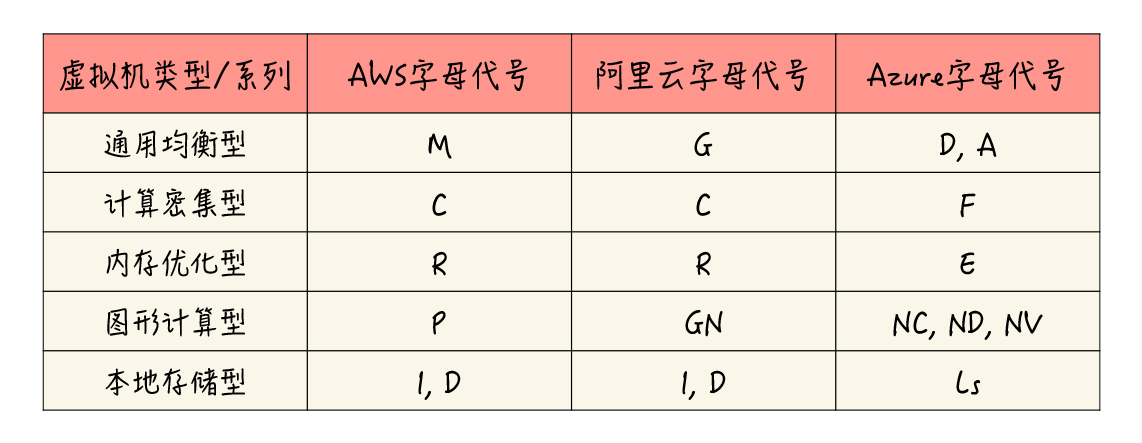 虚拟机类型/系列 AWS字母代号 阿里云字母代号 Azure字母代号
通用均衡型 M G D, A
计算密集型 C C F
内存优化型 R R E
图形计算型 P GN NC, ND, NV
本地存储型 I, D I, D Ls